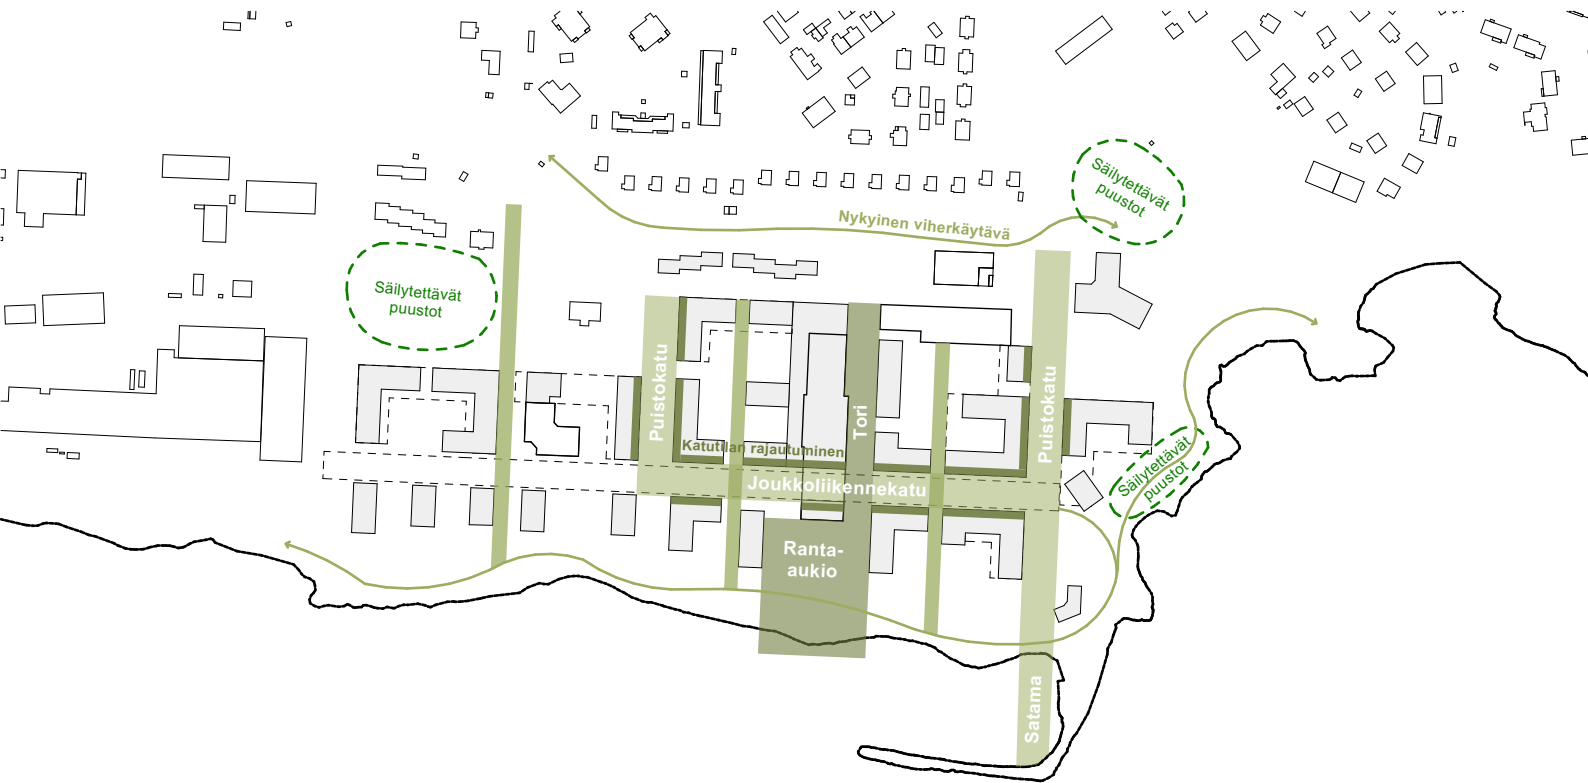 Säilytettävät
puustot
Nykyinen viherkäytävä
Säilytettävät
puustot
Puistokatu
Tori
Puistokatu
Katutilan rajautuminen
Säilytettävät
puustot
Joukkoliikennekatu
Ranta-
aukio
Satama